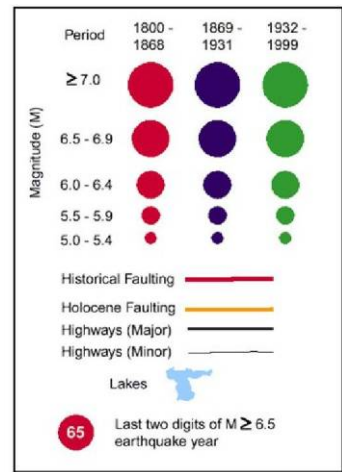 Period 1800 - 1869 - 1932 -
1868 1931 1999
≥ 7.0
6.5 - 6.9
6.0 - 6.4
5.5 - 5.9
5.0 - 5.4
Magnitude (M)
Historical Faulting
Holocene Faulting
Highways (Major)
Highways (Minor)
Lakes
65 Last two digits of M ≥ 6.5
earthquake year